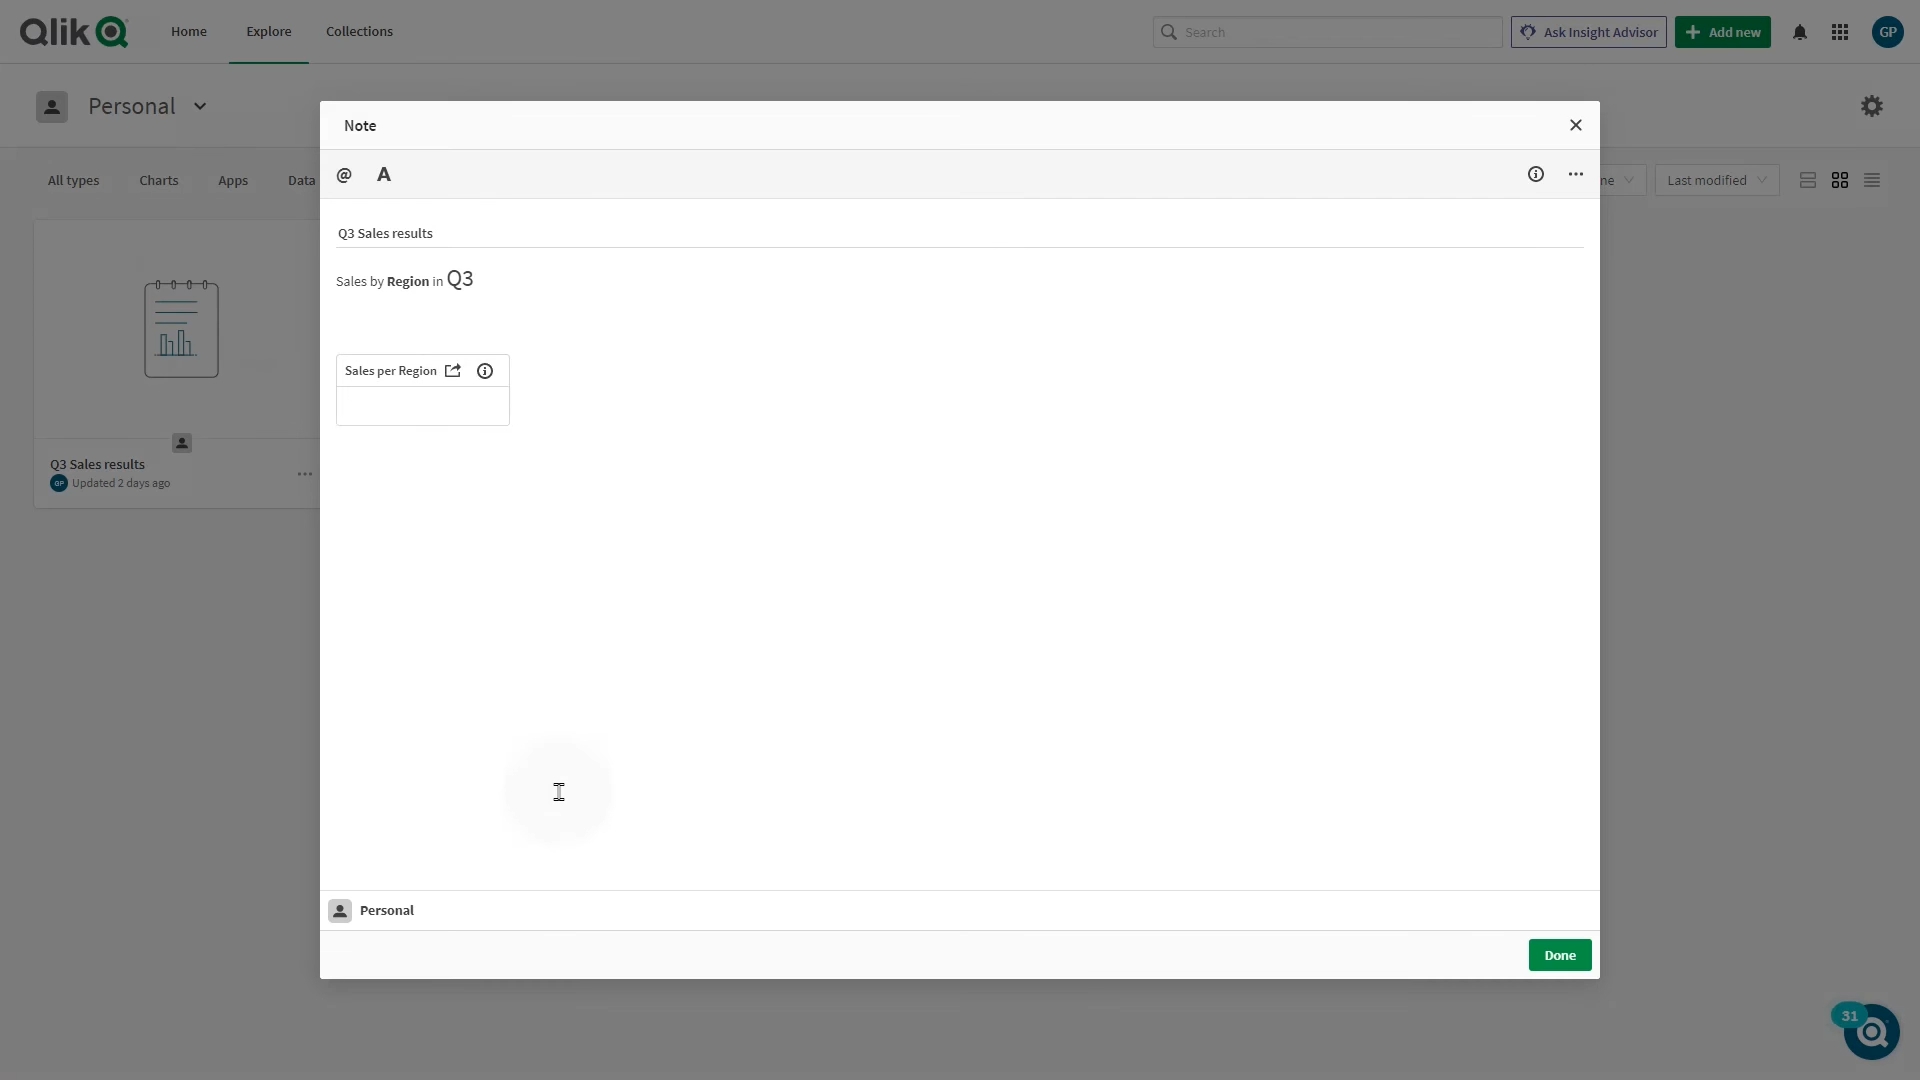 Qlik
Home
Explore
Collections
Search
Ask Insight Advisor
Add new
GP
Personal
All types
Charts
Apps
Data
ne
Last modified
Note
@ A
Q3 Sales results
Sales by Region in Q3
Sales per Region
Q3 Sales results
GP Updated 2 days ago
Personal
Done
31